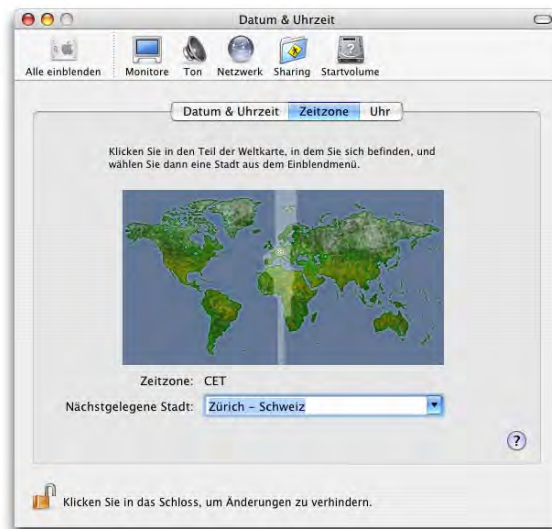 Datum & Uhrzeit
Alle einblenden Monitore Ton Netzwerk Sharing Startvolume
Datum & Uhrzeit Zeitzone Uhr
Klicken Sie in den Teil der Weltkarte, in dem Sie sich befinden, und
wählen Sie dann eine Stadt aus dem Einblendmenü.
Zeitzone: CET
Nächstgelegene Stadt: Zürich – Schweiz
?
Klicken Sie in das Schloss, um Änderungen zu verhindern.